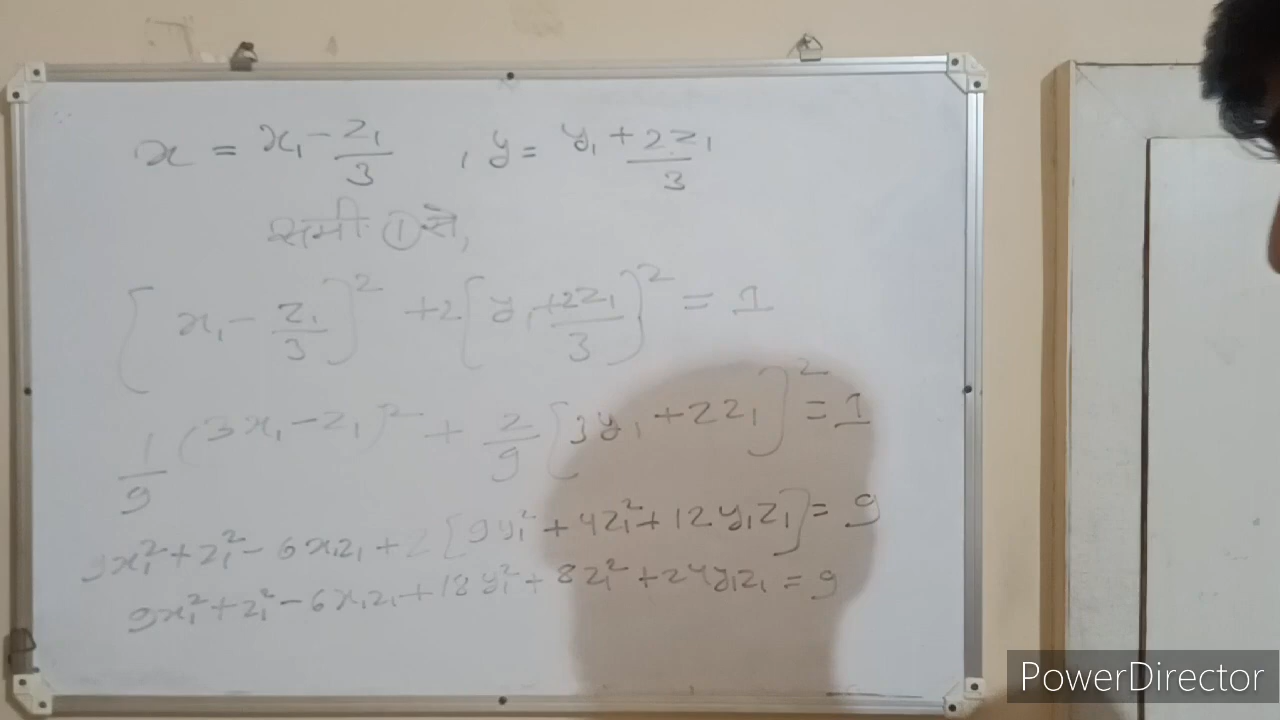 x = x₁ - z₁/3 , y = y₁ + 2z₁/3
समी ① से,
[x₁ - z₁/3]² + 2[y₁ + 2z₁/3]² = 1
1/9 (3x₁ - z₁)² + 2/9 [3y₁ + 2z₁]² = 1
9x₁² + z₁² - 6x₁z₁ + 2[9y₁² + 4z₁² + 12y₁z₁] = 9
9x₁² + z₁² - 6x₁z₁ + 18y₁² + 8z₁² + 24y₁z₁ = 9
PowerDirector